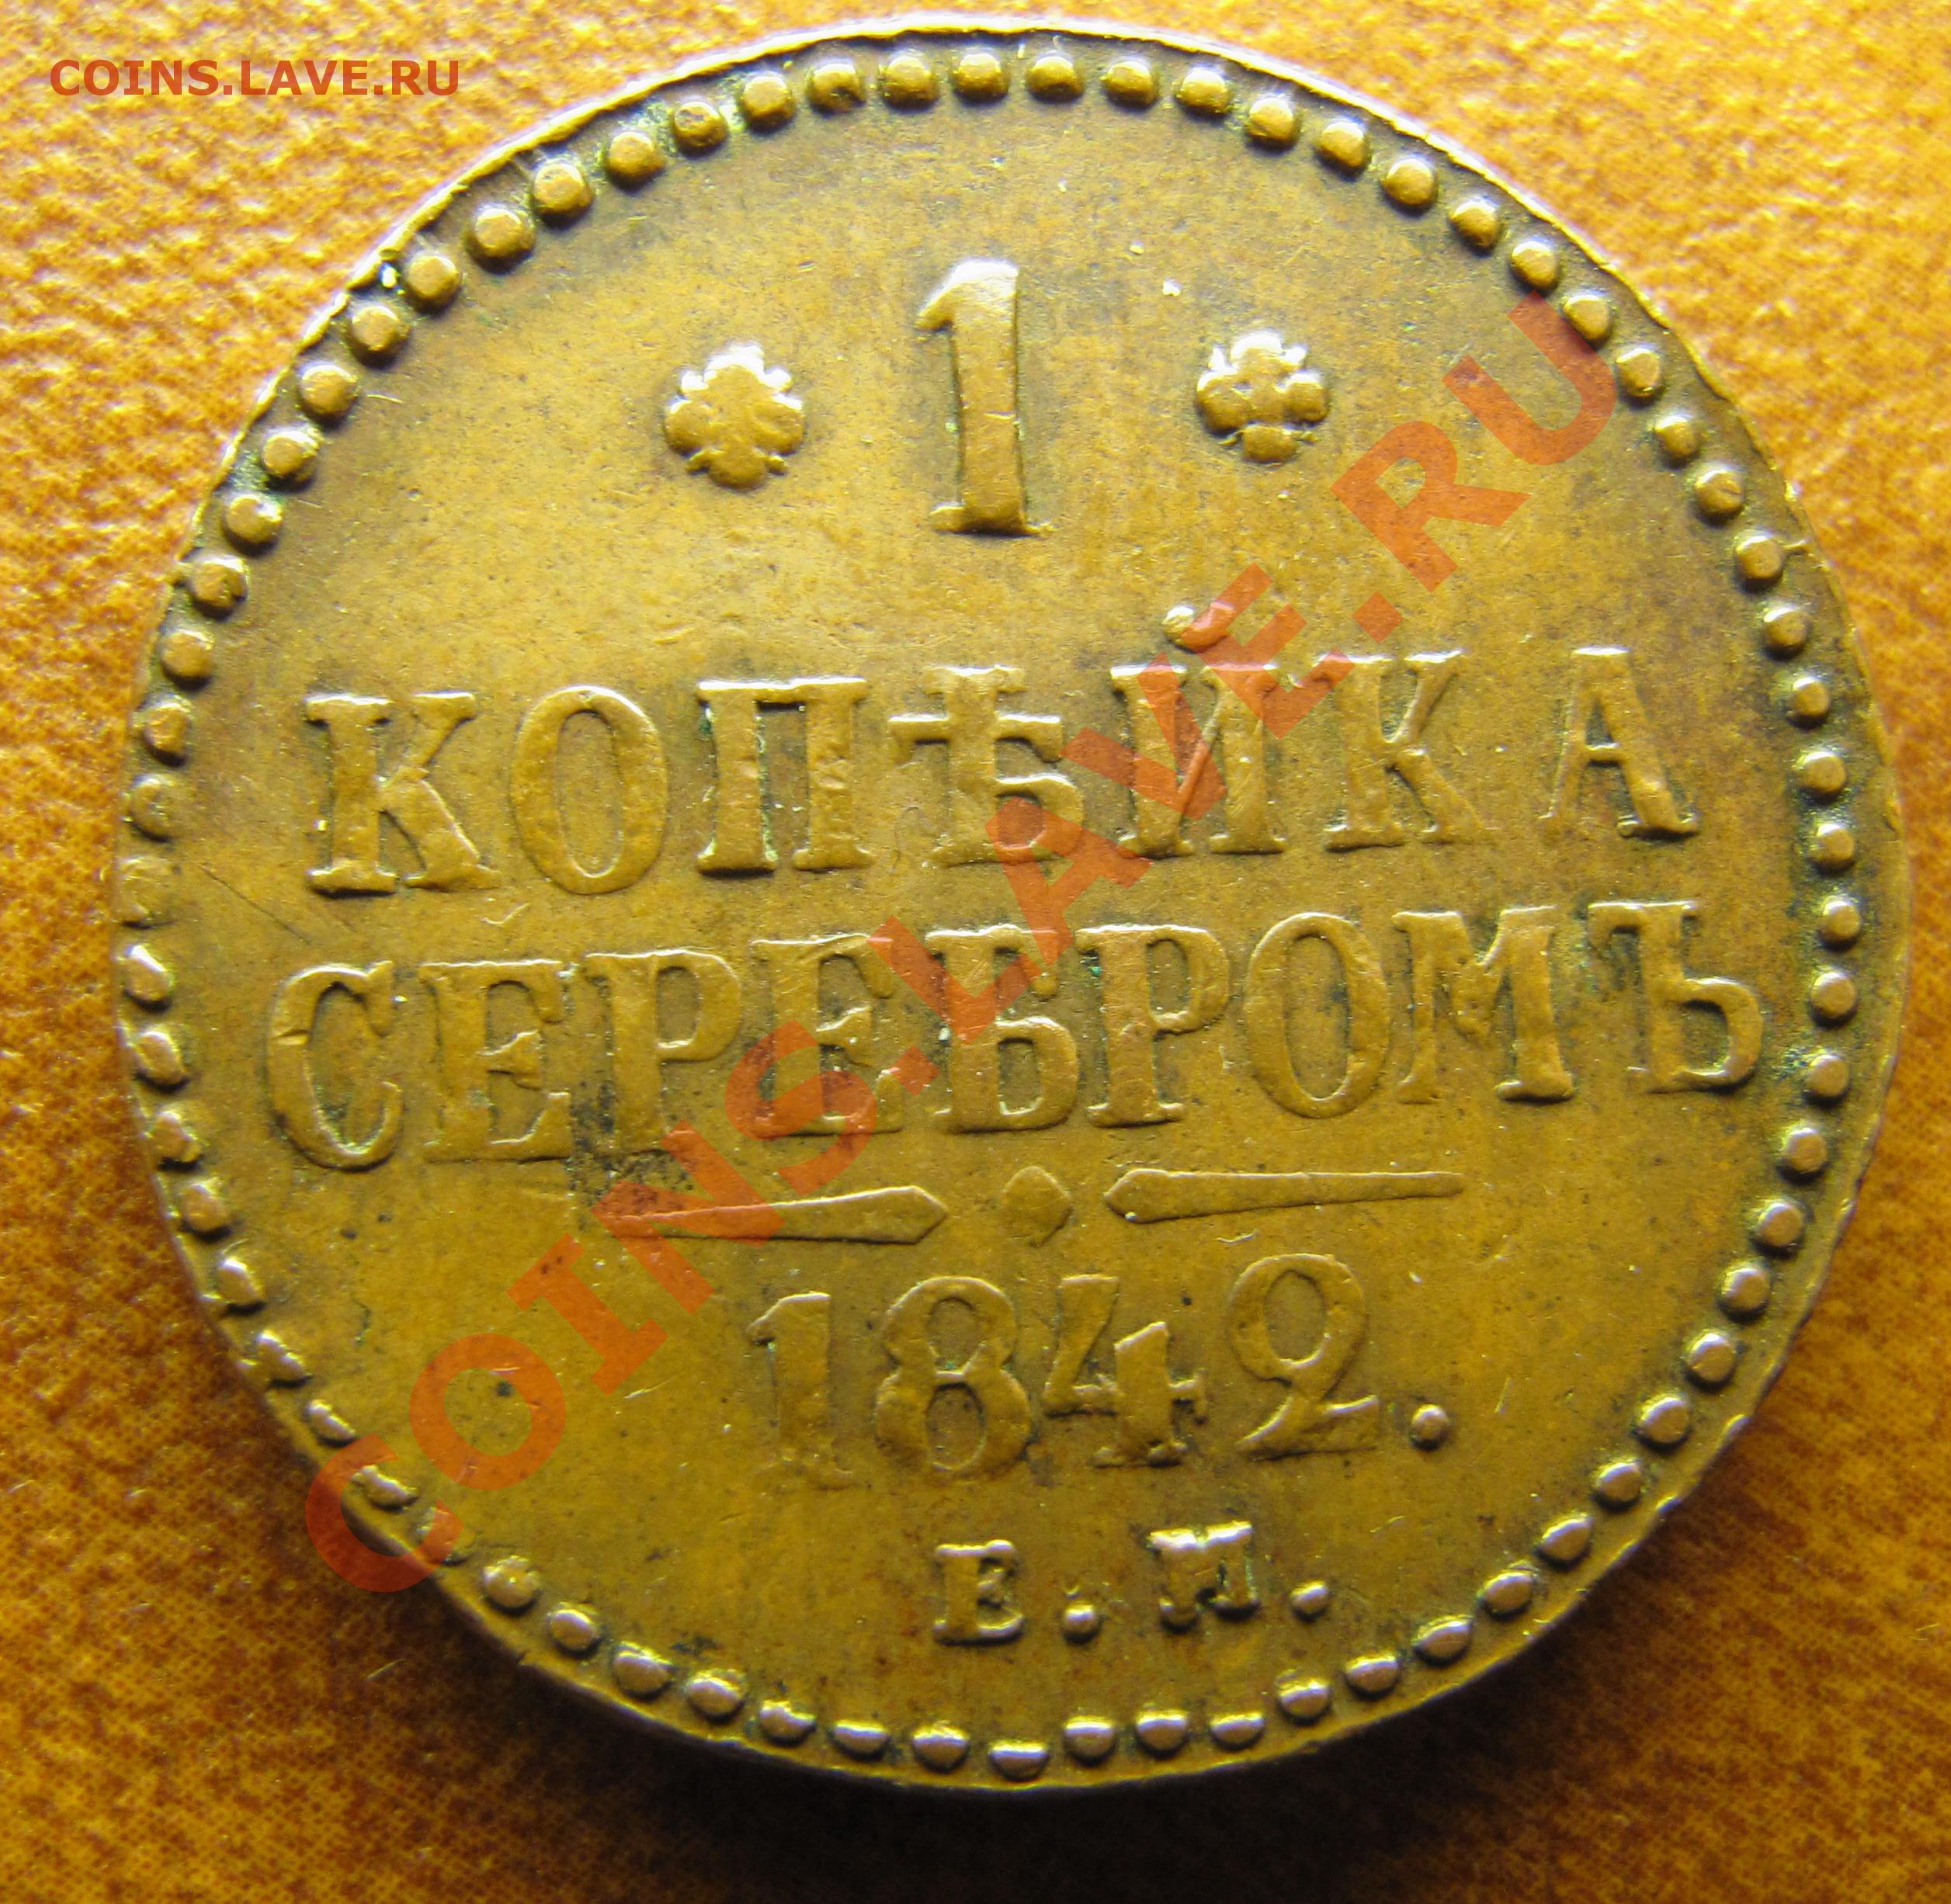 COINS.LAVE.RU
1
КОПѢЙКА
СЕРЕБРОМЪ
1842.
Е.М.
COINS.LAVE.RU